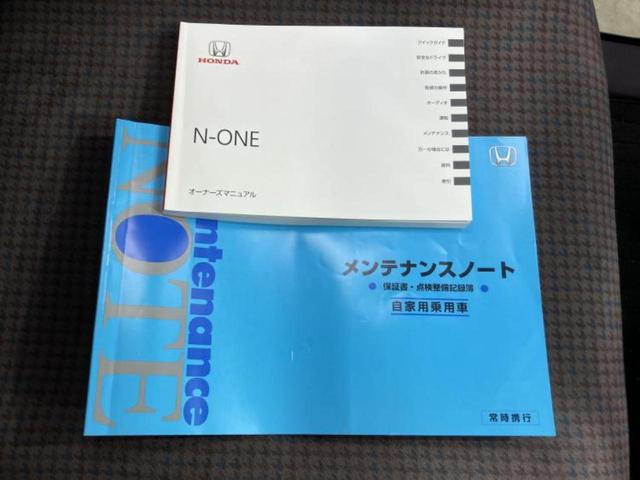 HONDA
N-ONE
オーナーズマニュアル
クイックガイド
安全なドライブ
計器の見かた
各部の操作
オーディオ
運転
メンテナンス
万一の場合には
資料
索引
Maintenance
NOTE
メンテナンスノート
保証書・点検整備記録簿
自家用乗用車
常時携行